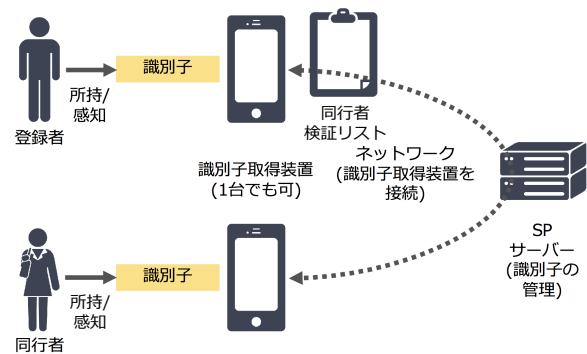 識別子
所持/
感知
登録者
同行者
検証リスト
ネットワーク
(識別子取得装置を
接続)
識別子取得装置
(1台でも可)
SP
サーバー
(識別子の
管理)
識別子
所持/
感知
同行者